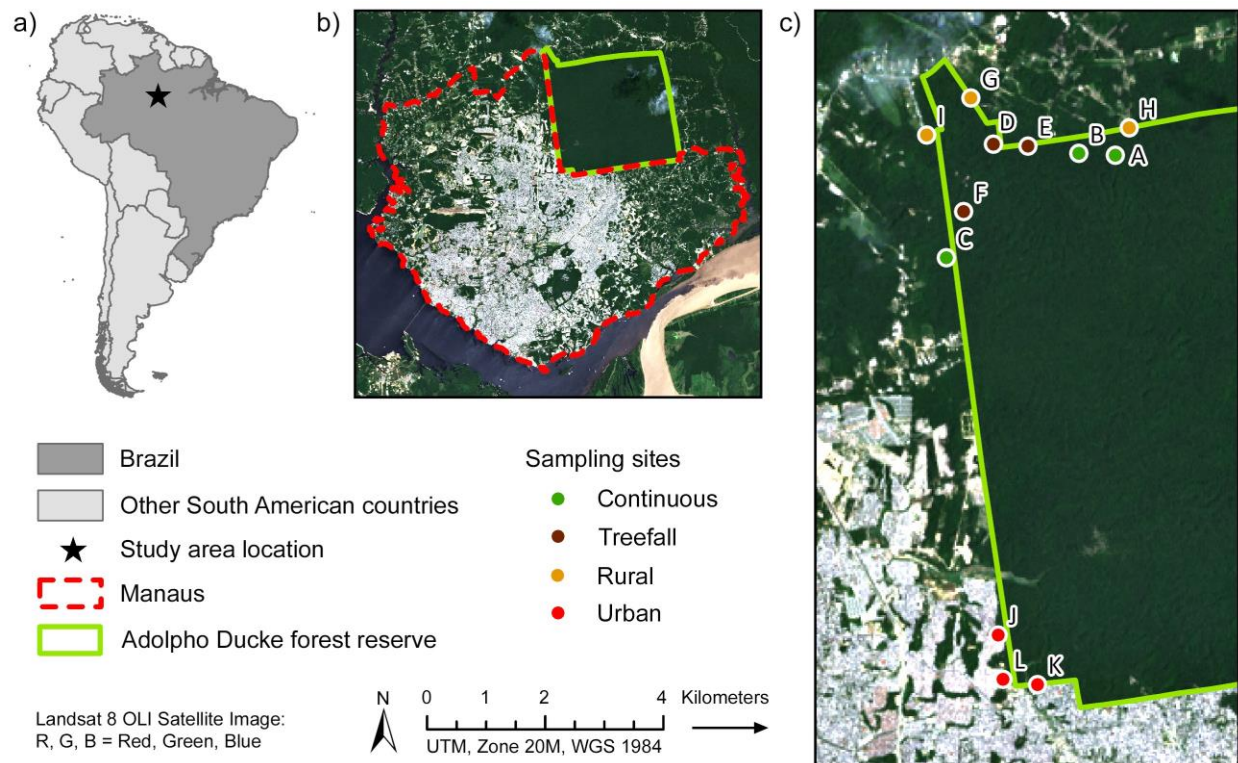 a)
b)
c)
G
I
D
E
B
H
A
F
C
J
L
K
Brazil
Other South American countries
Study area location
Manaus
Adolpho Ducke forest reserve
Sampling sites
Continuous
Treefall
Rural
Urban
Landsat 8 OLI Satellite Image:
R, G, B = Red, Green, Blue
N
0 1 2 4 Kilometers
UTM, Zone 20M, WGS 1984